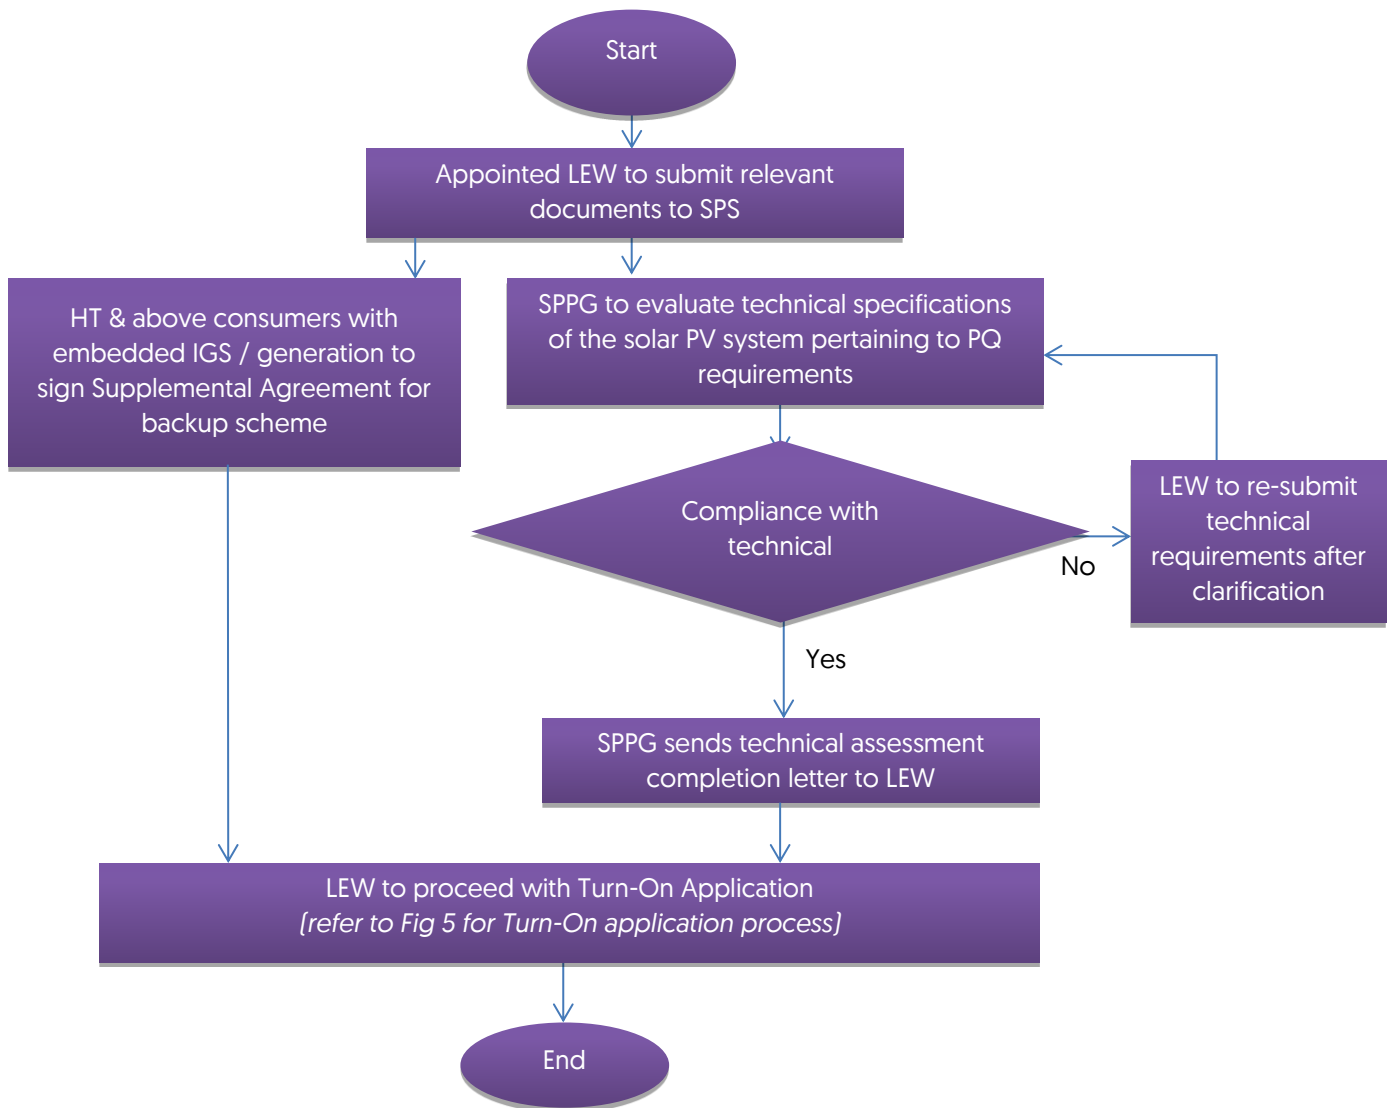 Start
Appointed LEW to submit relevant
documents to SPS
HT & above consumers with
embedded IGS / generation to
sign Supplemental Agreement for
backup scheme
SPPG to evaluate technical specifications
of the solar PV system pertaining to PQ
requirements
Compliance with
technical
No
LEW to re-submit
technical
requirements after
clarification
Yes
SPPG sends technical assessment
completion letter to LEW
LEW to proceed with Turn-On Application
(refer to Fig 5 for Turn-On application process)
End